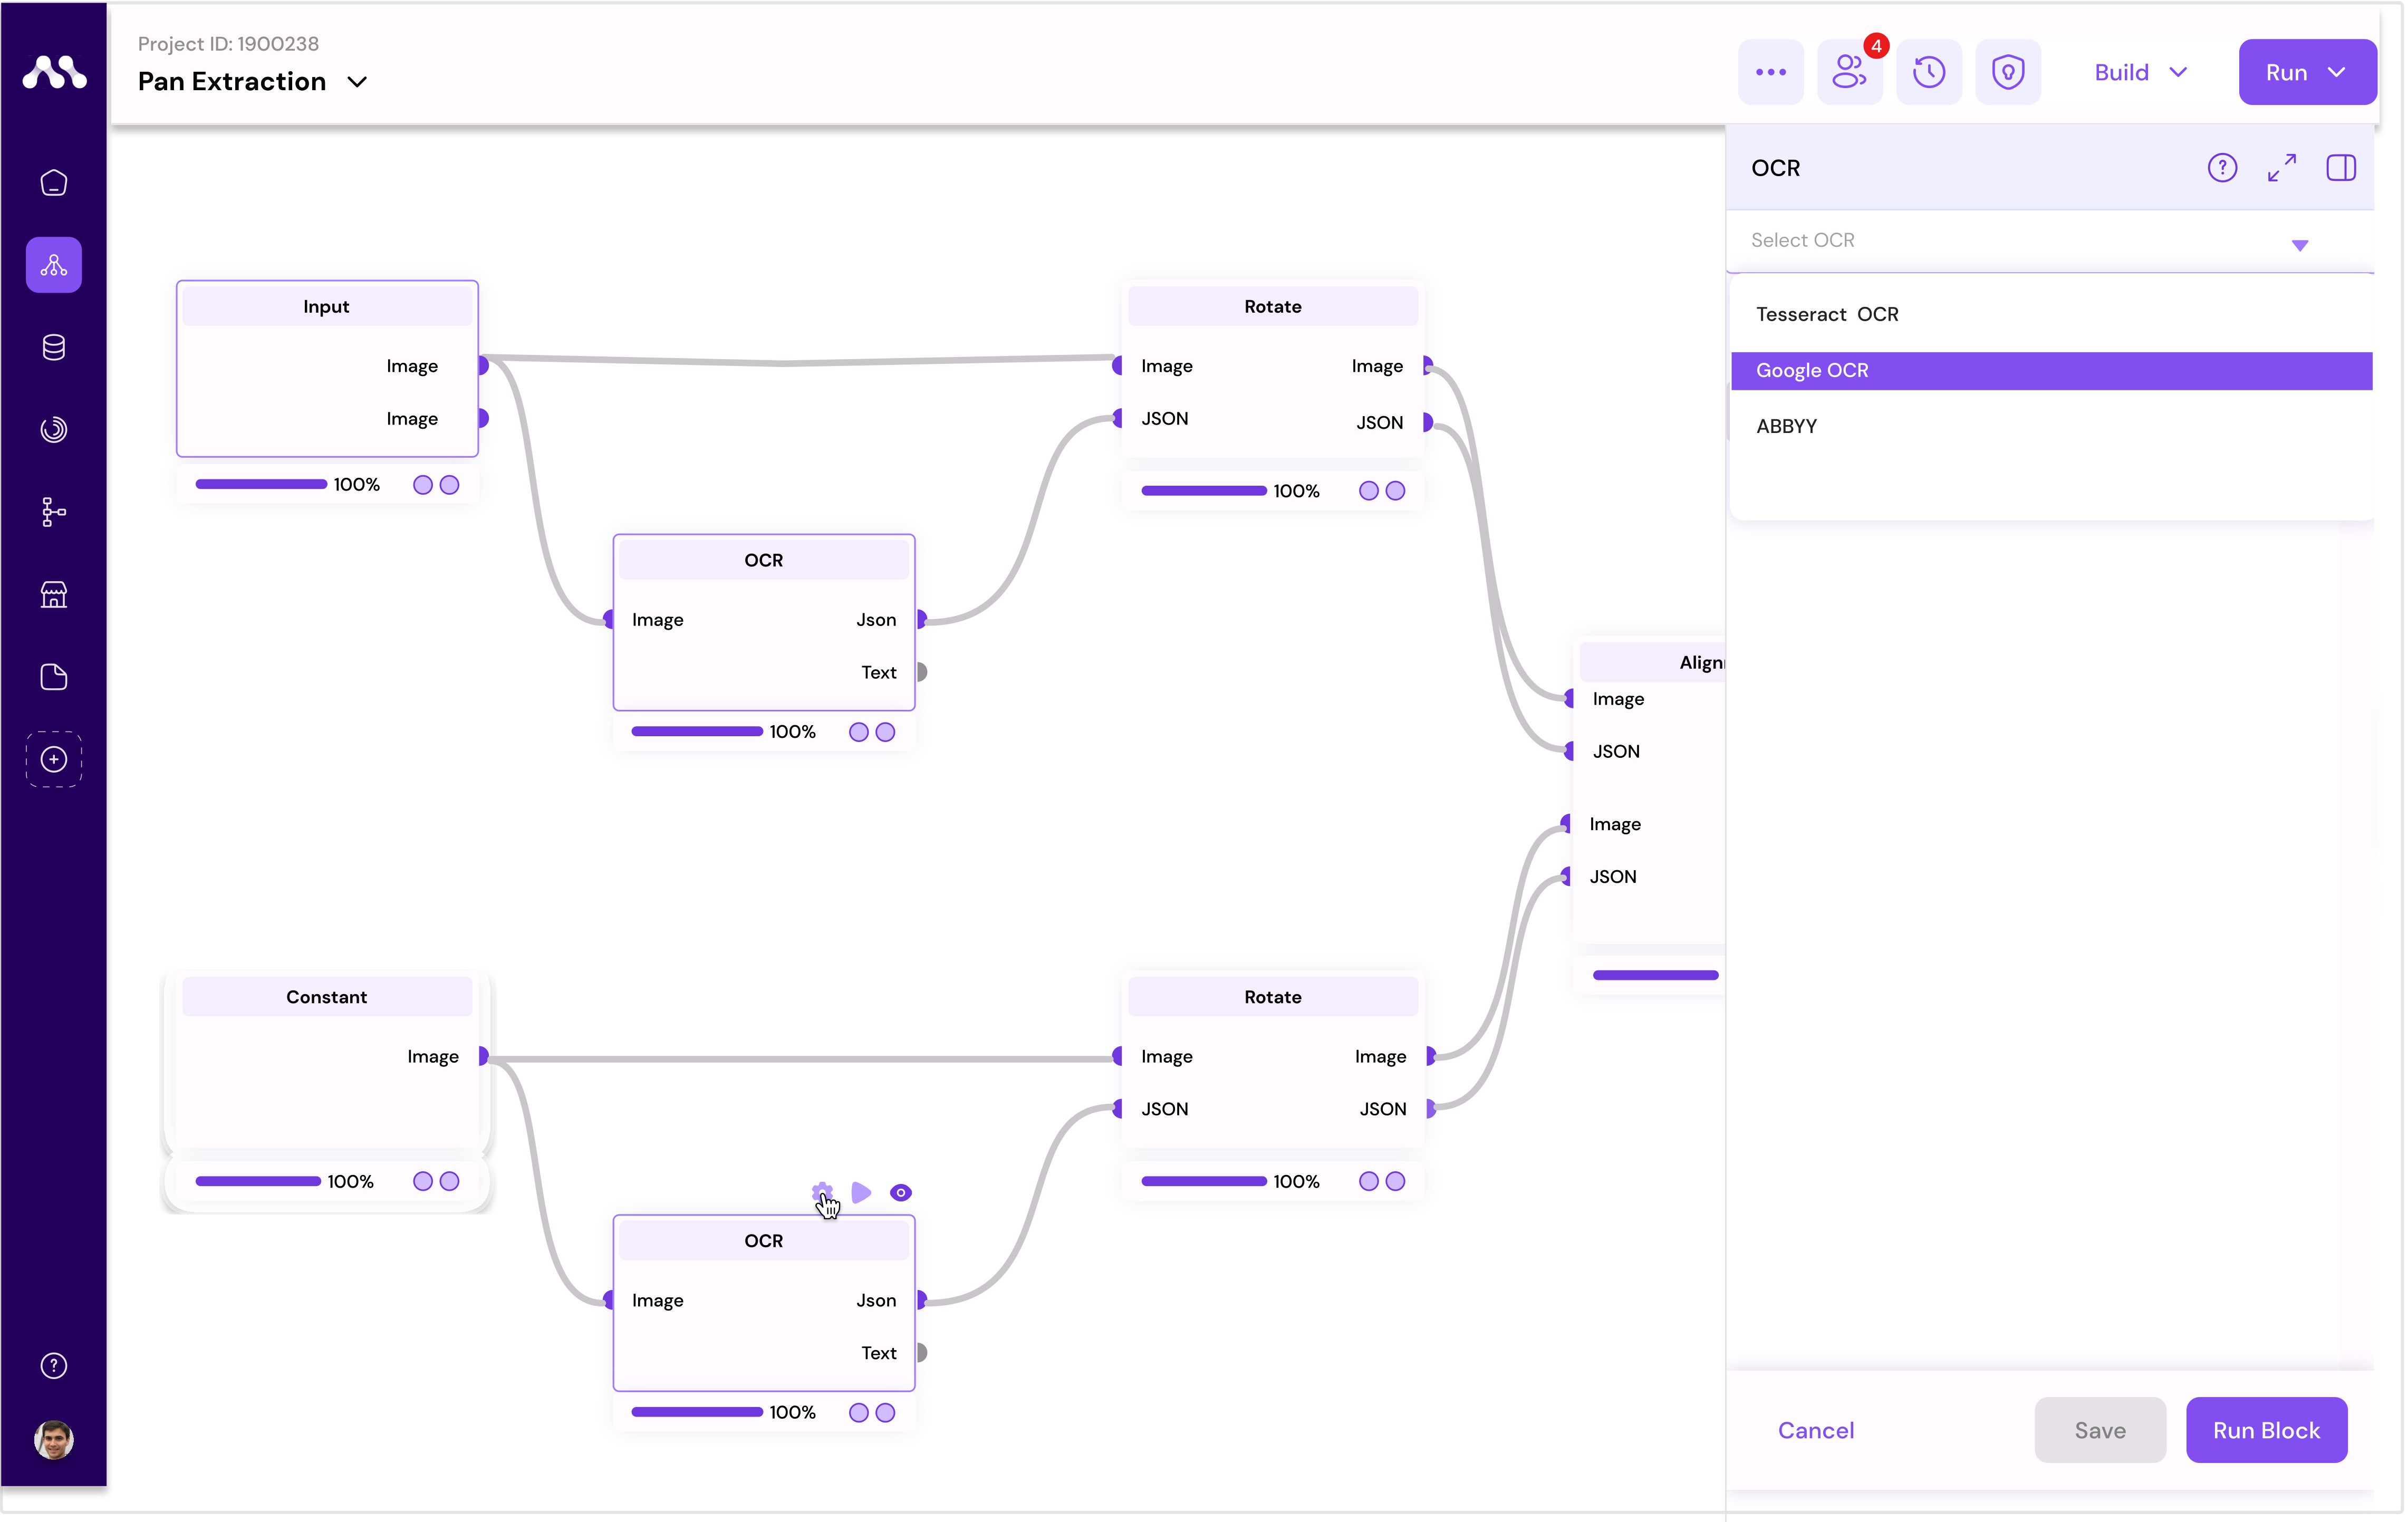 Project ID: 1900238
Pan Extraction
4
Build
Run
Input
Image
Image
100%
OCR
Image
Json
Text
100%
Rotate
Image
Image
JSON
JSON
100%
Image
JSON
Image
JSON
Constant
Image
100%
OCR
Image
Json
Text
100%
Rotate
Image
Image
JSON
JSON
100%
OCR
?
Select OCR
Tesseract OCR
Google OCR
ABBYY
Cancel
Save
Run Block
?